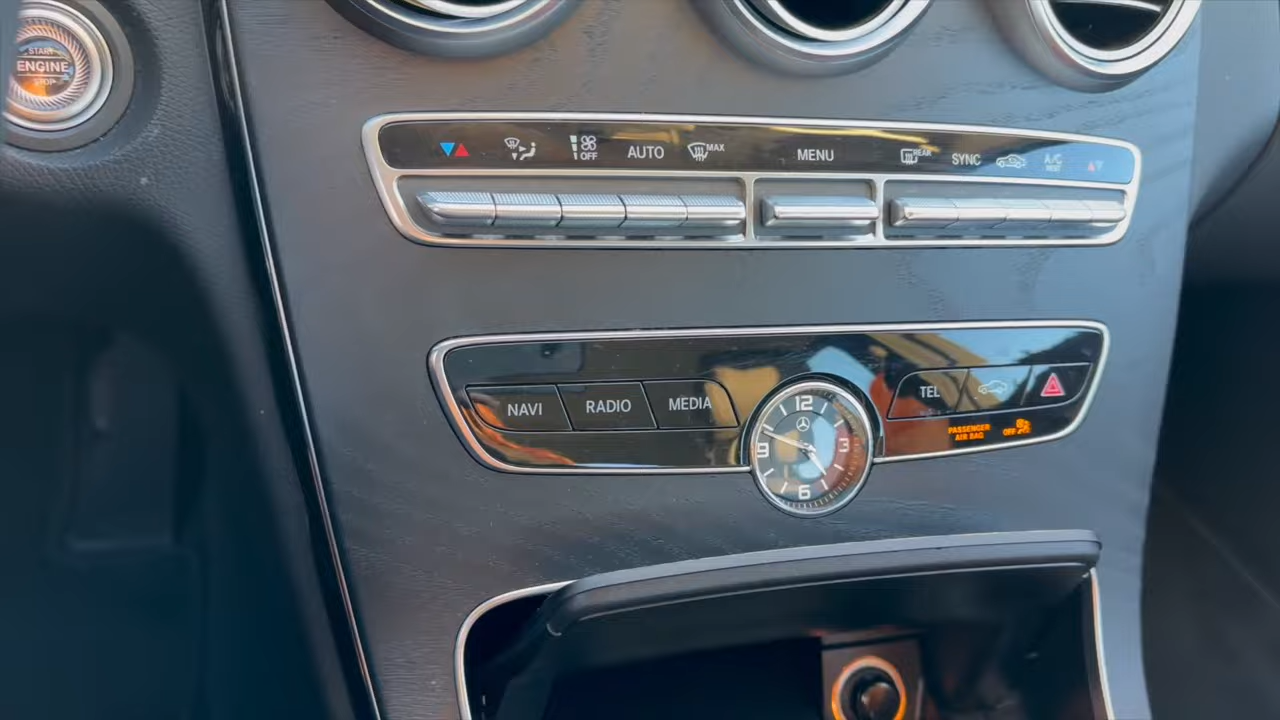 START
ENGINE
STOP
OFF
AUTO
MAX
MENU
REAR
SYNC
A/C
REST
NAVI
RADIO
MEDIA
TEL
PASSENGER
AIR BAG
OFF
12
3
6
9